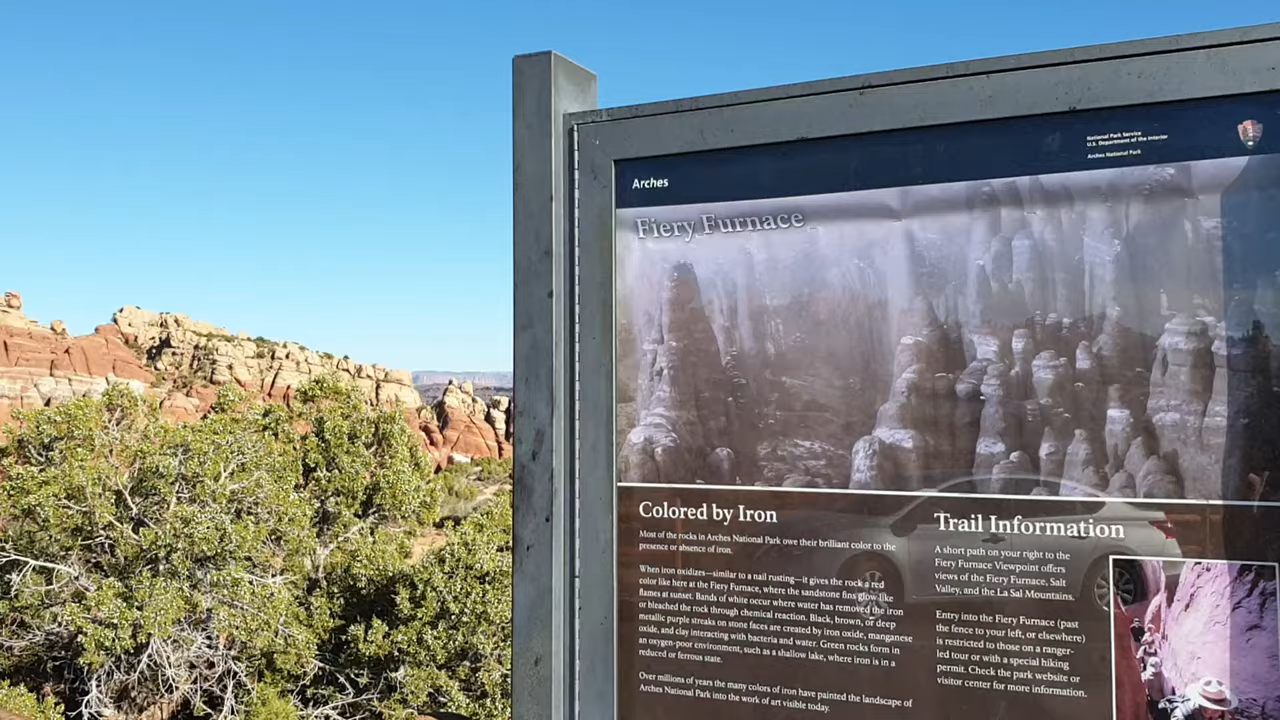 National Park Service
U.S. Department of the Interior
Arches National Park
Arches
Fiery Furnace
Colored by Iron
Most of the rocks in Arches National Park owe their brilliant color to the
presence or absence of iron.
When iron oxidizes—similar to a nail rusting—it gives the rock a red
color like here at the Fiery Furnace, where the sandstone fins glow like
flames at sunset. Bands of white occur where water has removed the iron
or bleached the rock through chemical reaction. Black, brown, or deep
metallic purple streaks on stone faces are created by iron oxide, manganese
oxide, and clay interacting with bacteria and water. Green rocks form in
an oxygen-poor environment, such as a shallow lake, where iron is in a
reduced or ferrous state.
Over millions of years the many colors of iron have painted the landscape of
Arches National Park into the work of art visible today.
Trail Information
A short path on your right to the
Fiery Furnace Viewpoint offers
views of the Fiery Furnace, Salt
Valley, and the La Sal Mountains.
Entry into the Fiery Furnace (past
the fence to your left, or elsewhere)
is restricted to those on a ranger-
led tour or with a special hiking
permit. Check the park website or
visitor center for more information.